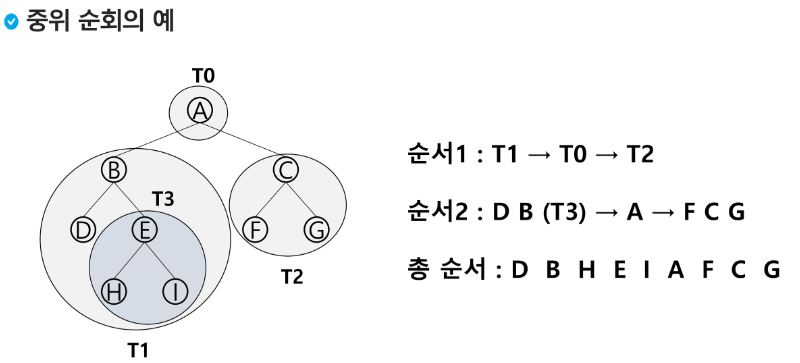 중위 순회의 예
T0
A
B
C
T3
D
E
F
G
H
I
T2
T1
순서1 : T1 → T0 → T2
순서2 : D B (T3) → A → F C G
총 순서 : D B H E I A F C G